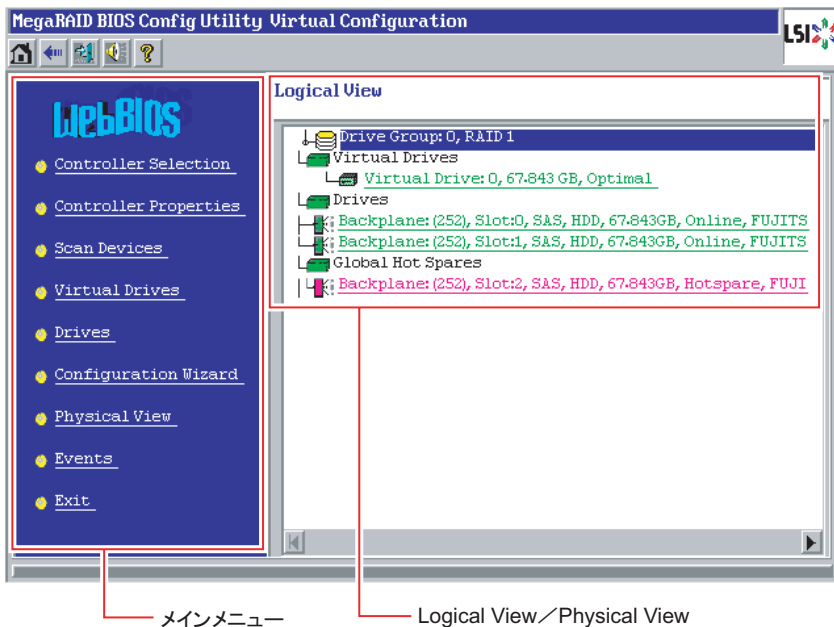 MegaRAID BIOS Config Utility Virtual Configuration
LSI
WebBIOS
Controller Selection
Controller Properties
Scan Devices
Virtual Drives
Drives
Configuration Wizard
Physical View
Events
Exit
Logical View
Drive Group: 0, RAID 1
Virtual Drives
Virtual Drive: 0, 67.843 GB, Optimal
Drives
Backplane: (252), Slot:0, SAS, HDD, 67.843GB, Online, FUJITS
Backplane: (252), Slot:1, SAS, HDD, 67.843GB, Online, FUJITS
Global Hot Spares
Backplane: (252), Slot:2, SAS, HDD, 67.843GB, Hotspare, FUJI
メインメニュー
Logical View／Physical View